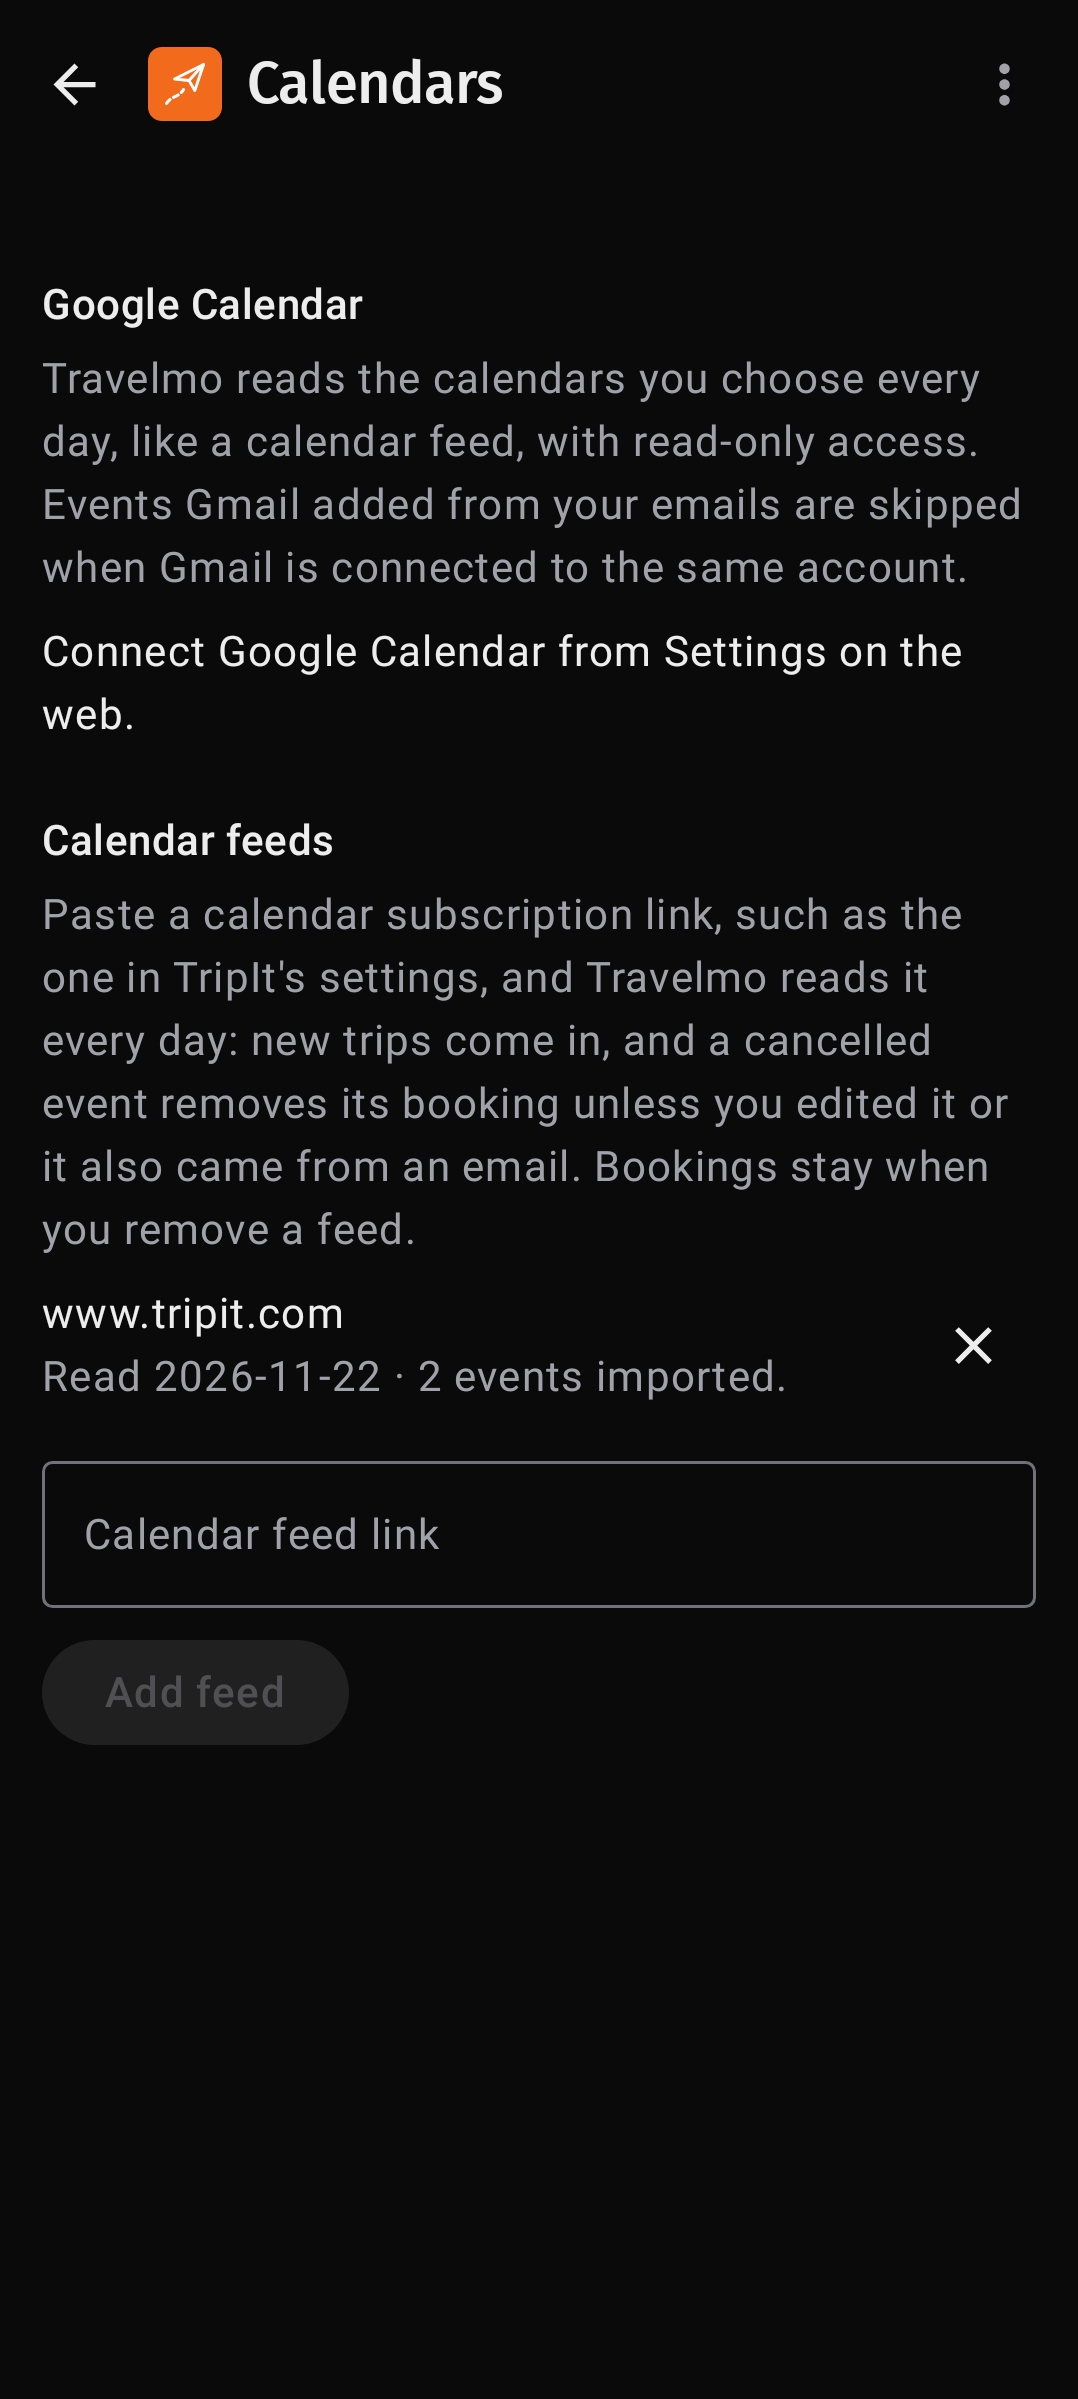 Calendars
Google Calendar
Travelmo reads the calendars you choose every
day, like a calendar feed, with read-only access.
Events Gmail added from your emails are skipped
when Gmail is connected to the same account.
Connect Google Calendar from Settings on the
web.
Calendar feeds
Paste a calendar subscription link, such as the
one in TripIt's settings, and Travelmo reads it
every day: new trips come in, and a cancelled
event removes its booking unless you edited it or
it also came from an email. Bookings stay when
you remove a feed.
www.tripit.com
Read 2026-11-22 · 2 events imported.
Calendar feed link
Add feed